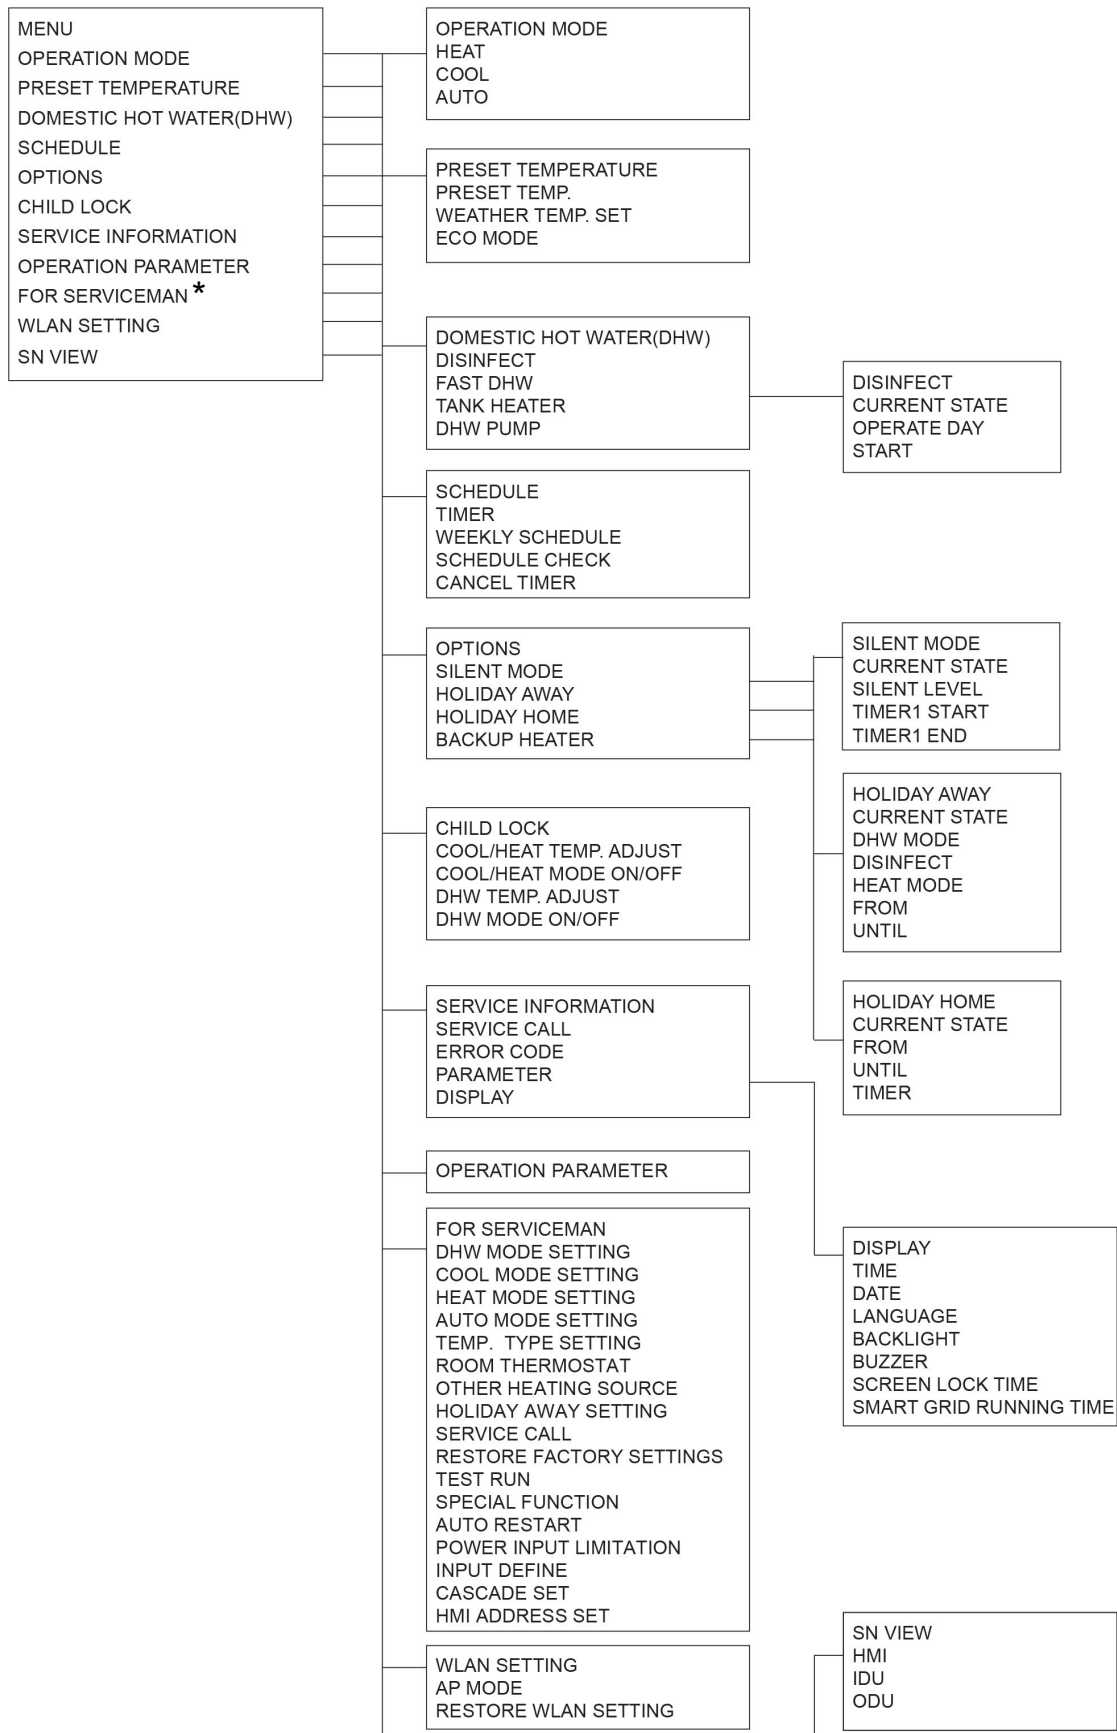 MENU
OPERATION MODE
PRESET TEMPERATURE
DOMESTIC HOT WATER(DHW)
SCHEDULE
OPTIONS
CHILD LOCK
SERVICE INFORMATION
OPERATION PARAMETER
FOR SERVICEMAN *
WLAN SETTING
SN VIEW
OPERATION MODE
HEAT
COOL
AUTO
PRESET TEMPERATURE
PRESET TEMP.
WEATHER TEMP. SET
ECO MODE
DOMESTIC HOT WATER(DHW)
DISINFECT
FAST DHW
TANK HEATER
DHW PUMP
DISINFECT
CURRENT STATE
OPERATE DAY
START
SCHEDULE
TIMER
WEEKLY SCHEDULE
SCHEDULE CHECK
CANCEL TIMER
OPTIONS
SILENT MODE
HOLIDAY AWAY
HOLIDAY HOME
BACKUP HEATER
SILENT MODE
CURRENT STATE
SILENT LEVEL
TIMER1 START
TIMER1 END
HOLIDAY AWAY
CURRENT STATE
DHW MODE
DISINFECT
HEAT MODE
FROM
UNTIL
HOLIDAY HOME
CURRENT STATE
FROM
UNTIL
TIMER
CHILD LOCK
COOL/HEAT TEMP. ADJUST
COOL/HEAT MODE ON/OFF
DHW TEMP. ADJUST
DHW MODE ON/OFF
SERVICE INFORMATION
SERVICE CALL
ERROR CODE
PARAMETER
DISPLAY
DISPLAY
TIME
DATE
LANGUAGE
BACKLIGHT
BUZZER
SCREEN LOCK TIME
SMART GRID RUNNING TIME
OPERATION PARAMETER
FOR SERVICEMAN
DHW MODE SETTING
COOL MODE SETTING
HEAT MODE SETTING
AUTO MODE SETTING
TEMP. TYPE SETTING
ROOM THERMOSTAT
OTHER HEATING SOURCE
HOLIDAY AWAY SETTING
SERVICE CALL
RESTORE FACTORY SETTINGS
TEST RUN
SPECIAL FUNCTION
AUTO RESTART
POWER INPUT LIMITATION
INPUT DEFINE
CASCADE SET
HMI ADDRESS SET
WLAN SETTING
AP MODE
RESTORE WLAN SETTING
SN VIEW
HMI
IDU
ODU